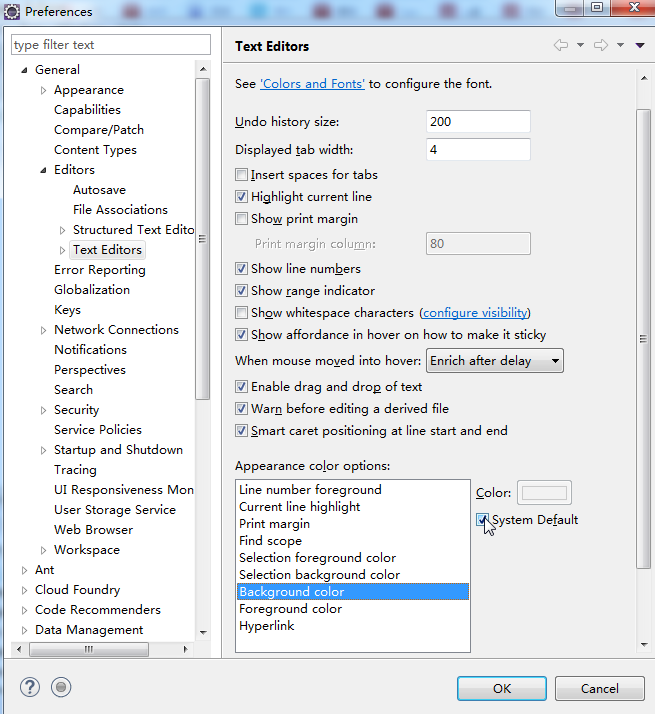 Preferences
type filter text
General
Appearance
Capabilities
Compare/Patch
Content Types
Editors
Autosave
File Associations
Structured Text Edito
Text Editors
Error Reporting
Globalization
Keys
Network Connections
Notifications
Perspectives
Search
Security
Service Policies
Startup and Shutdown
Tracing
UI Responsiveness Mon
User Storage Service
Web Browser
Workspace
Ant
Cloud Foundry
Code Recommenders
Data Management
Text Editors
See 'Colors and Fonts' to configure the font.
Undo history size: 200
Displayed tab width: 4
Insert spaces for tabs
Highlight current line
Show print margin
Print margin column: 80
Show line numbers
Show range indicator
Show whitespace characters (configure visibility)
Show affordance in hover on how to make it sticky
When mouse moved into hover: Enrich after delay
Enable drag and drop of text
Warn before editing a derived file
Smart caret positioning at line start and end
Appearance color options:
Line number foreground
Current line highlight
Print margin
Find scope
Selection foreground color
Selection background color
Background color
Foreground color
Hyperlink
Color:
System Default
OK
Cancel